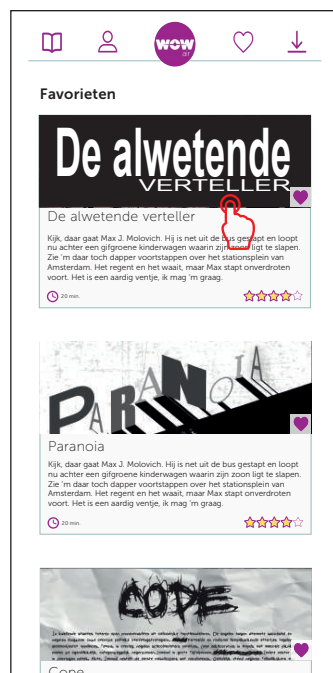 wow
Favorieten
De alwetende
VERTELLER
De alwetende verteller
Kijk, daar gaat Max J. Molovich. Hij is net uit de bus gestapt en loopt
nu achter een gifgroene kinderwagen waarin zijn zoon ligt te slapen.
Zie 'm daar toch dapper voortstappen over het stationsplein van
Amsterdam. Het regent en het waait, maar Max stapt onverdroten
voort. Het is een aardig ventje, ik mag 'm graag.
20 min.
PARANOIA
Paranoia
Kijk, daar gaat Max J. Molovich. Hij is net uit de bus gestapt en loopt
nu achter een gifgroene kinderwagen waarin zijn zoon ligt te slapen.
Zie 'm daar toch dapper voortstappen over het stationsplein van
Amsterdam. Het regent en het waait, maar Max stapt onverdroten
voort. Het is een aardig ventje, ik mag 'm graag.
20 min.
COPE
Cope